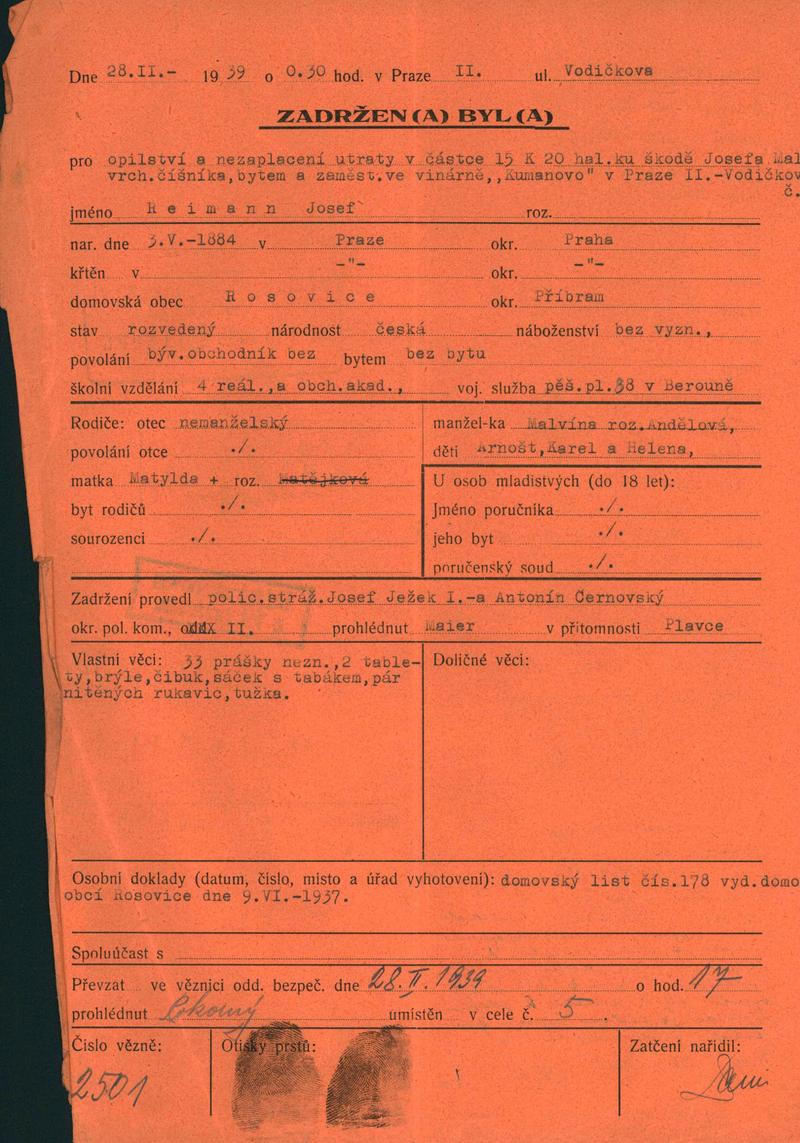 Dne 28.II.- 1939 o 0.30 hod. v Praze II. ul. Vodičkova
ZADRŽEN(A) BYL(A)
pro opilství a nezaplacení utraty v částce 15 K 20 hal.ku škodě Josefa Mal
vrch.číšníka,bytem a zaměst.ve vinárně,,Kumanovo" v Praze II.-Vodičkov
č.
jméno Heimann Josef roz.
nar. dne 3.V.-1884 v Praze okr. Praha
křtěn v -"- okr. -"-
domovská obec Rosovice okr. Příbram
stav rozvedený národnost česká náboženství bez vyzn.,
povolání býv.obchodník bez bytem bez bytu
školní vzdělání 4 reál.,a obch.akad., voj. služba pěš.pl.38 v Berouně
Rodiče: otec nemanželský manžel-ka Malvína roz.Andělová,
povolání otce ./. děti Arnošt,Karel a Helena,
matka Matylda + roz. Matějková U osob mladistvých (do 18 let):
byt rodičů ./. Jméno poručníka ./.
sourozenci ./. jeho byt ./.
poručenský soud ./.
Zadržení provedl polic.stráž.Josef Ježek I.-a Antonín Černovský
okr. pol. kom., II. prohlédnut Maier v přítomnosti Plavce
Vlastní věci: 33 prášky nezn.,2 table- Doličné věci:
ty,brýle,čibuk,sáček s tabákem,pár
nitěných rukavic,tužka.
Osobní doklady (datum, číslo, místo a úřad vyhotovení): domovský list čís.178 vyd.domo
obcí Rosovice dne 9.VI.-1937.
Spoluúčast s
Převzat ve věznici odd. bezpeč. dne 28.II.1939 o hod. 17
prohlédnut umístěn v cele č. 5.
Číslo vězně: Otisky prstů: Zatčení nařídil:
2501